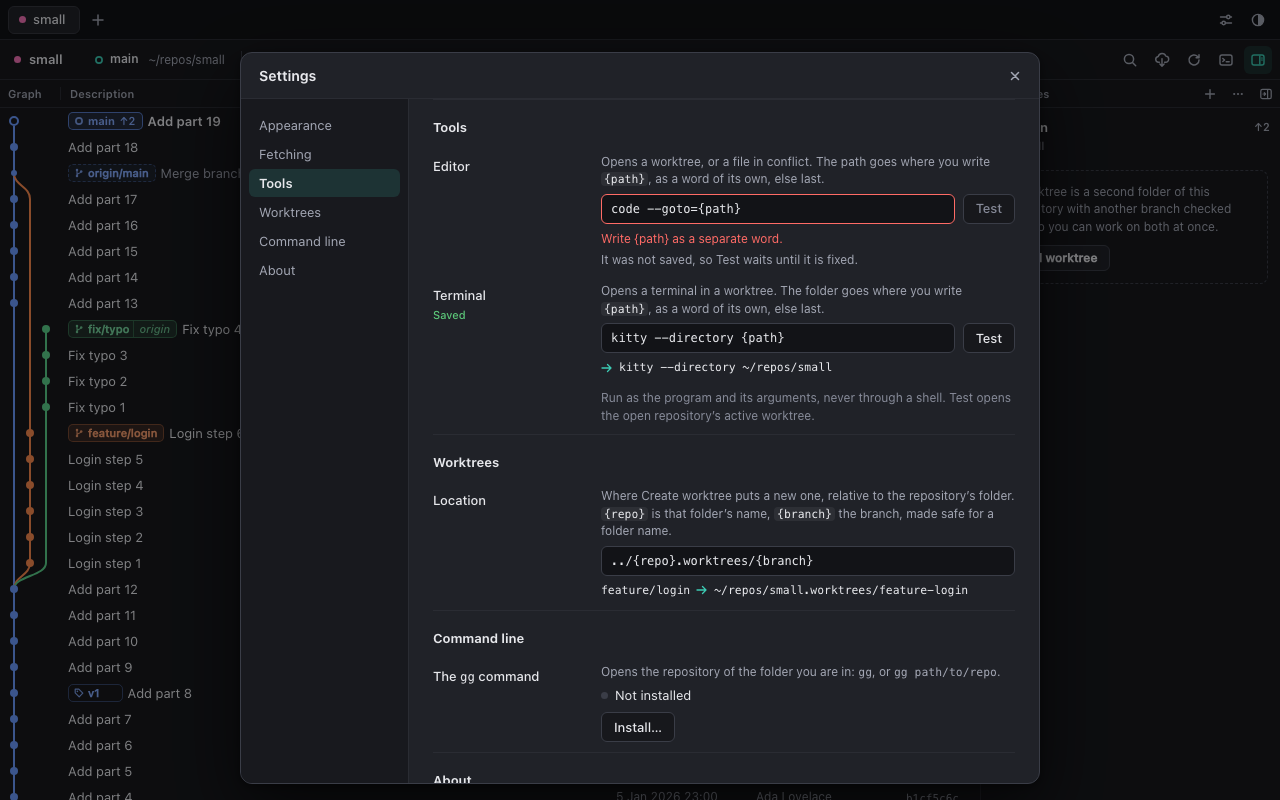 small
small
main ~/repos/small
Graph Description
main ↑2 Add part 19
Add part 18
origin/main Merge branch
Add part 17
Add part 16
Add part 15
Add part 14
Add part 13
fix/typo origin Fix typo 4
Fix typo 3
Fix typo 2
Fix typo 1
feature/login Login step
Login step 5
Login step 4
Login step 3
Login step 2
Login step 1
Add part 12
Add part 11
Add part 10
Add part 9
v1 Add part 8
Add part 7
Add part 6
Add part 5
Add part 4
Settings
Appearance
Fetching
Tools
Worktrees
Command line
About
Tools
Editor
Opens a worktree, or a file in conflict. The path goes where you write
{path}, as a word of its own, else last.
code --goto={path}
Test
Write {path} as a separate word.
It was not saved, so Test waits until it is fixed.
Terminal
Saved
Opens a terminal in a worktree. The folder goes where you write
{path}, as a word of its own, else last.
kitty --directory {path}
Test
→ kitty --directory ~/repos/small
Run as the program and its arguments, never through a shell. Test opens
the open repository's active worktree.
Worktrees
Location
Where Create worktree puts a new one, relative to the repository's folder.
{repo} is that folder's name, {branch} the branch, made safe for a
folder name.
../{repo}.worktrees/{branch}
feature/login → ~/repos/small.worktrees/feature-login
Command line
The gg command
Opens the repository of the folder you are in: gg, or gg path/to/repo.
Not installed
Install...
About
↑2
is a second folder of this
with another branch checked
you can work on both at once.
worktree
5 Jan 2026 23:00 Ada Lovelace b1cf5c6c